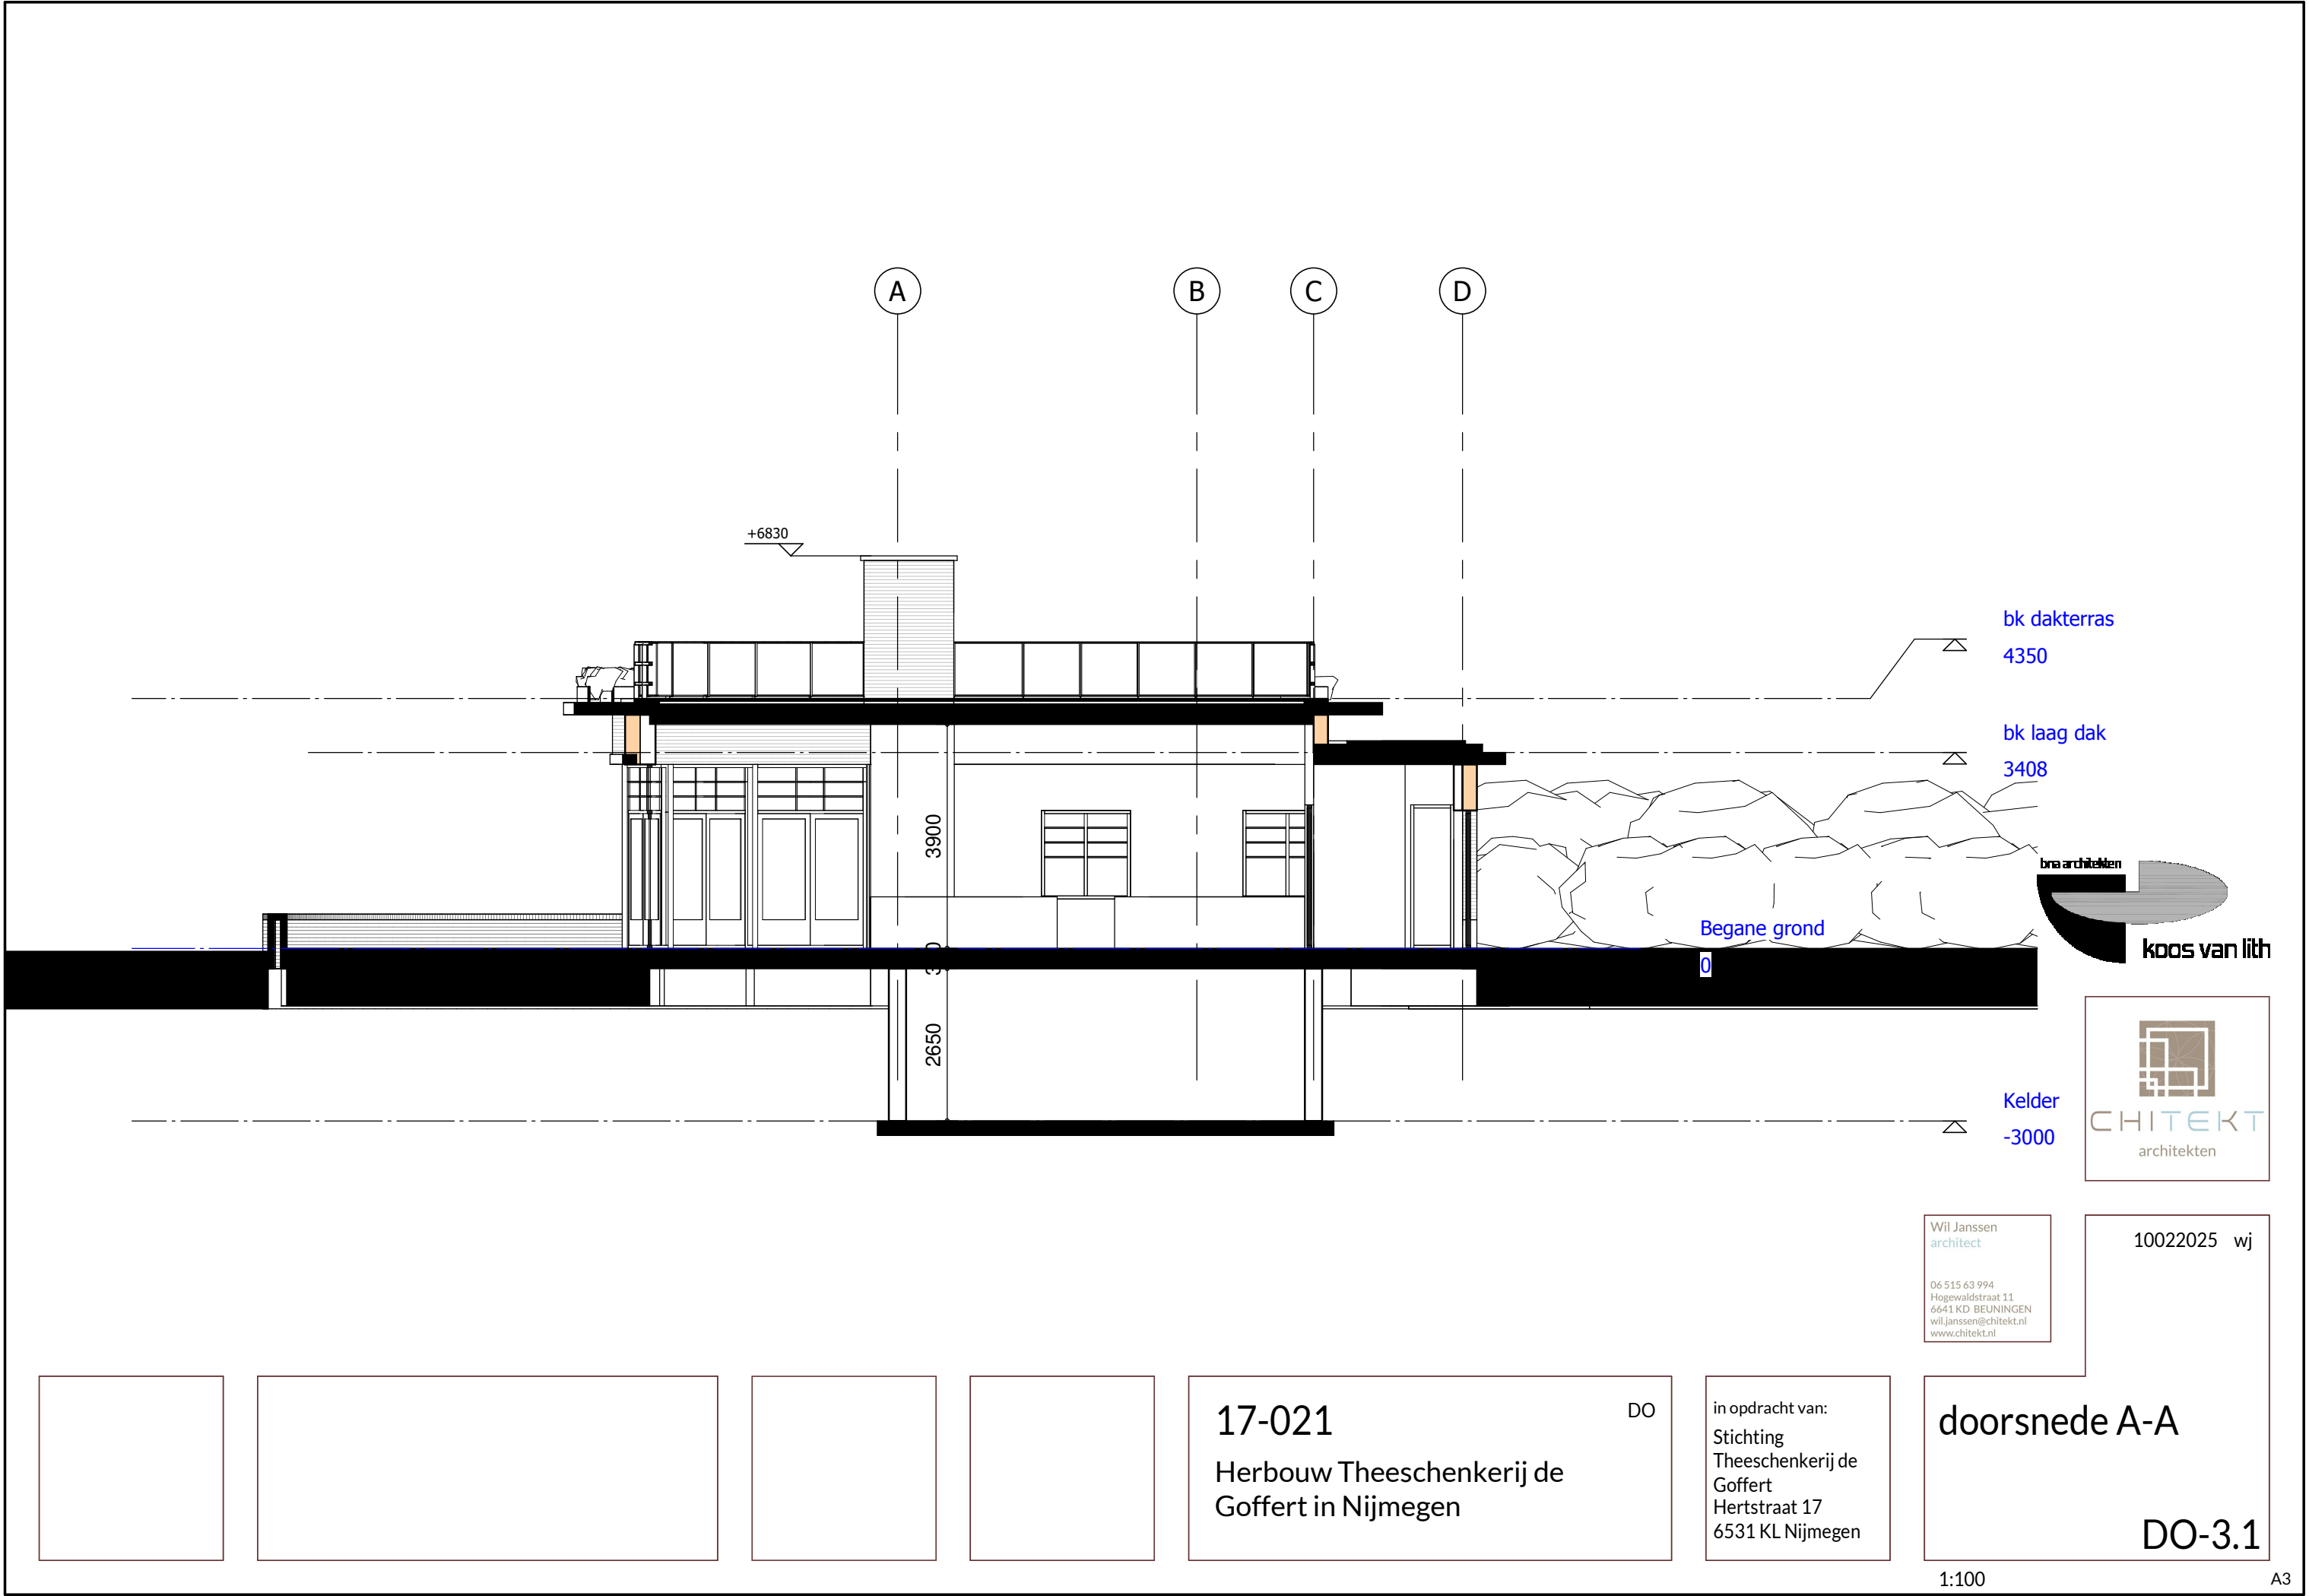 A
B
C
D
+6830
bk dakterras
4350
bk laag dak
3408
3900
bna architekten
Begane grond
0
koos van lith
2650
Kelder
-3000
CHITEKT
architekten
Wil Janssen
architect
06 515 63 994
Hogewaldstraat 11
6641 KD BEUNINGEN
wil.janssen@chitekt.nl
www.chitekt.nl
10022025 wj
17-021
DO
Herbouw Theeschenkerij de
Goffert in Nijmegen
in opdracht van:
Stichting
Theeschenkerij de
Goffert
Hertstraat 17
6531 KL Nijmegen
doorsnede A-A
DO-3.1
1:100
A3